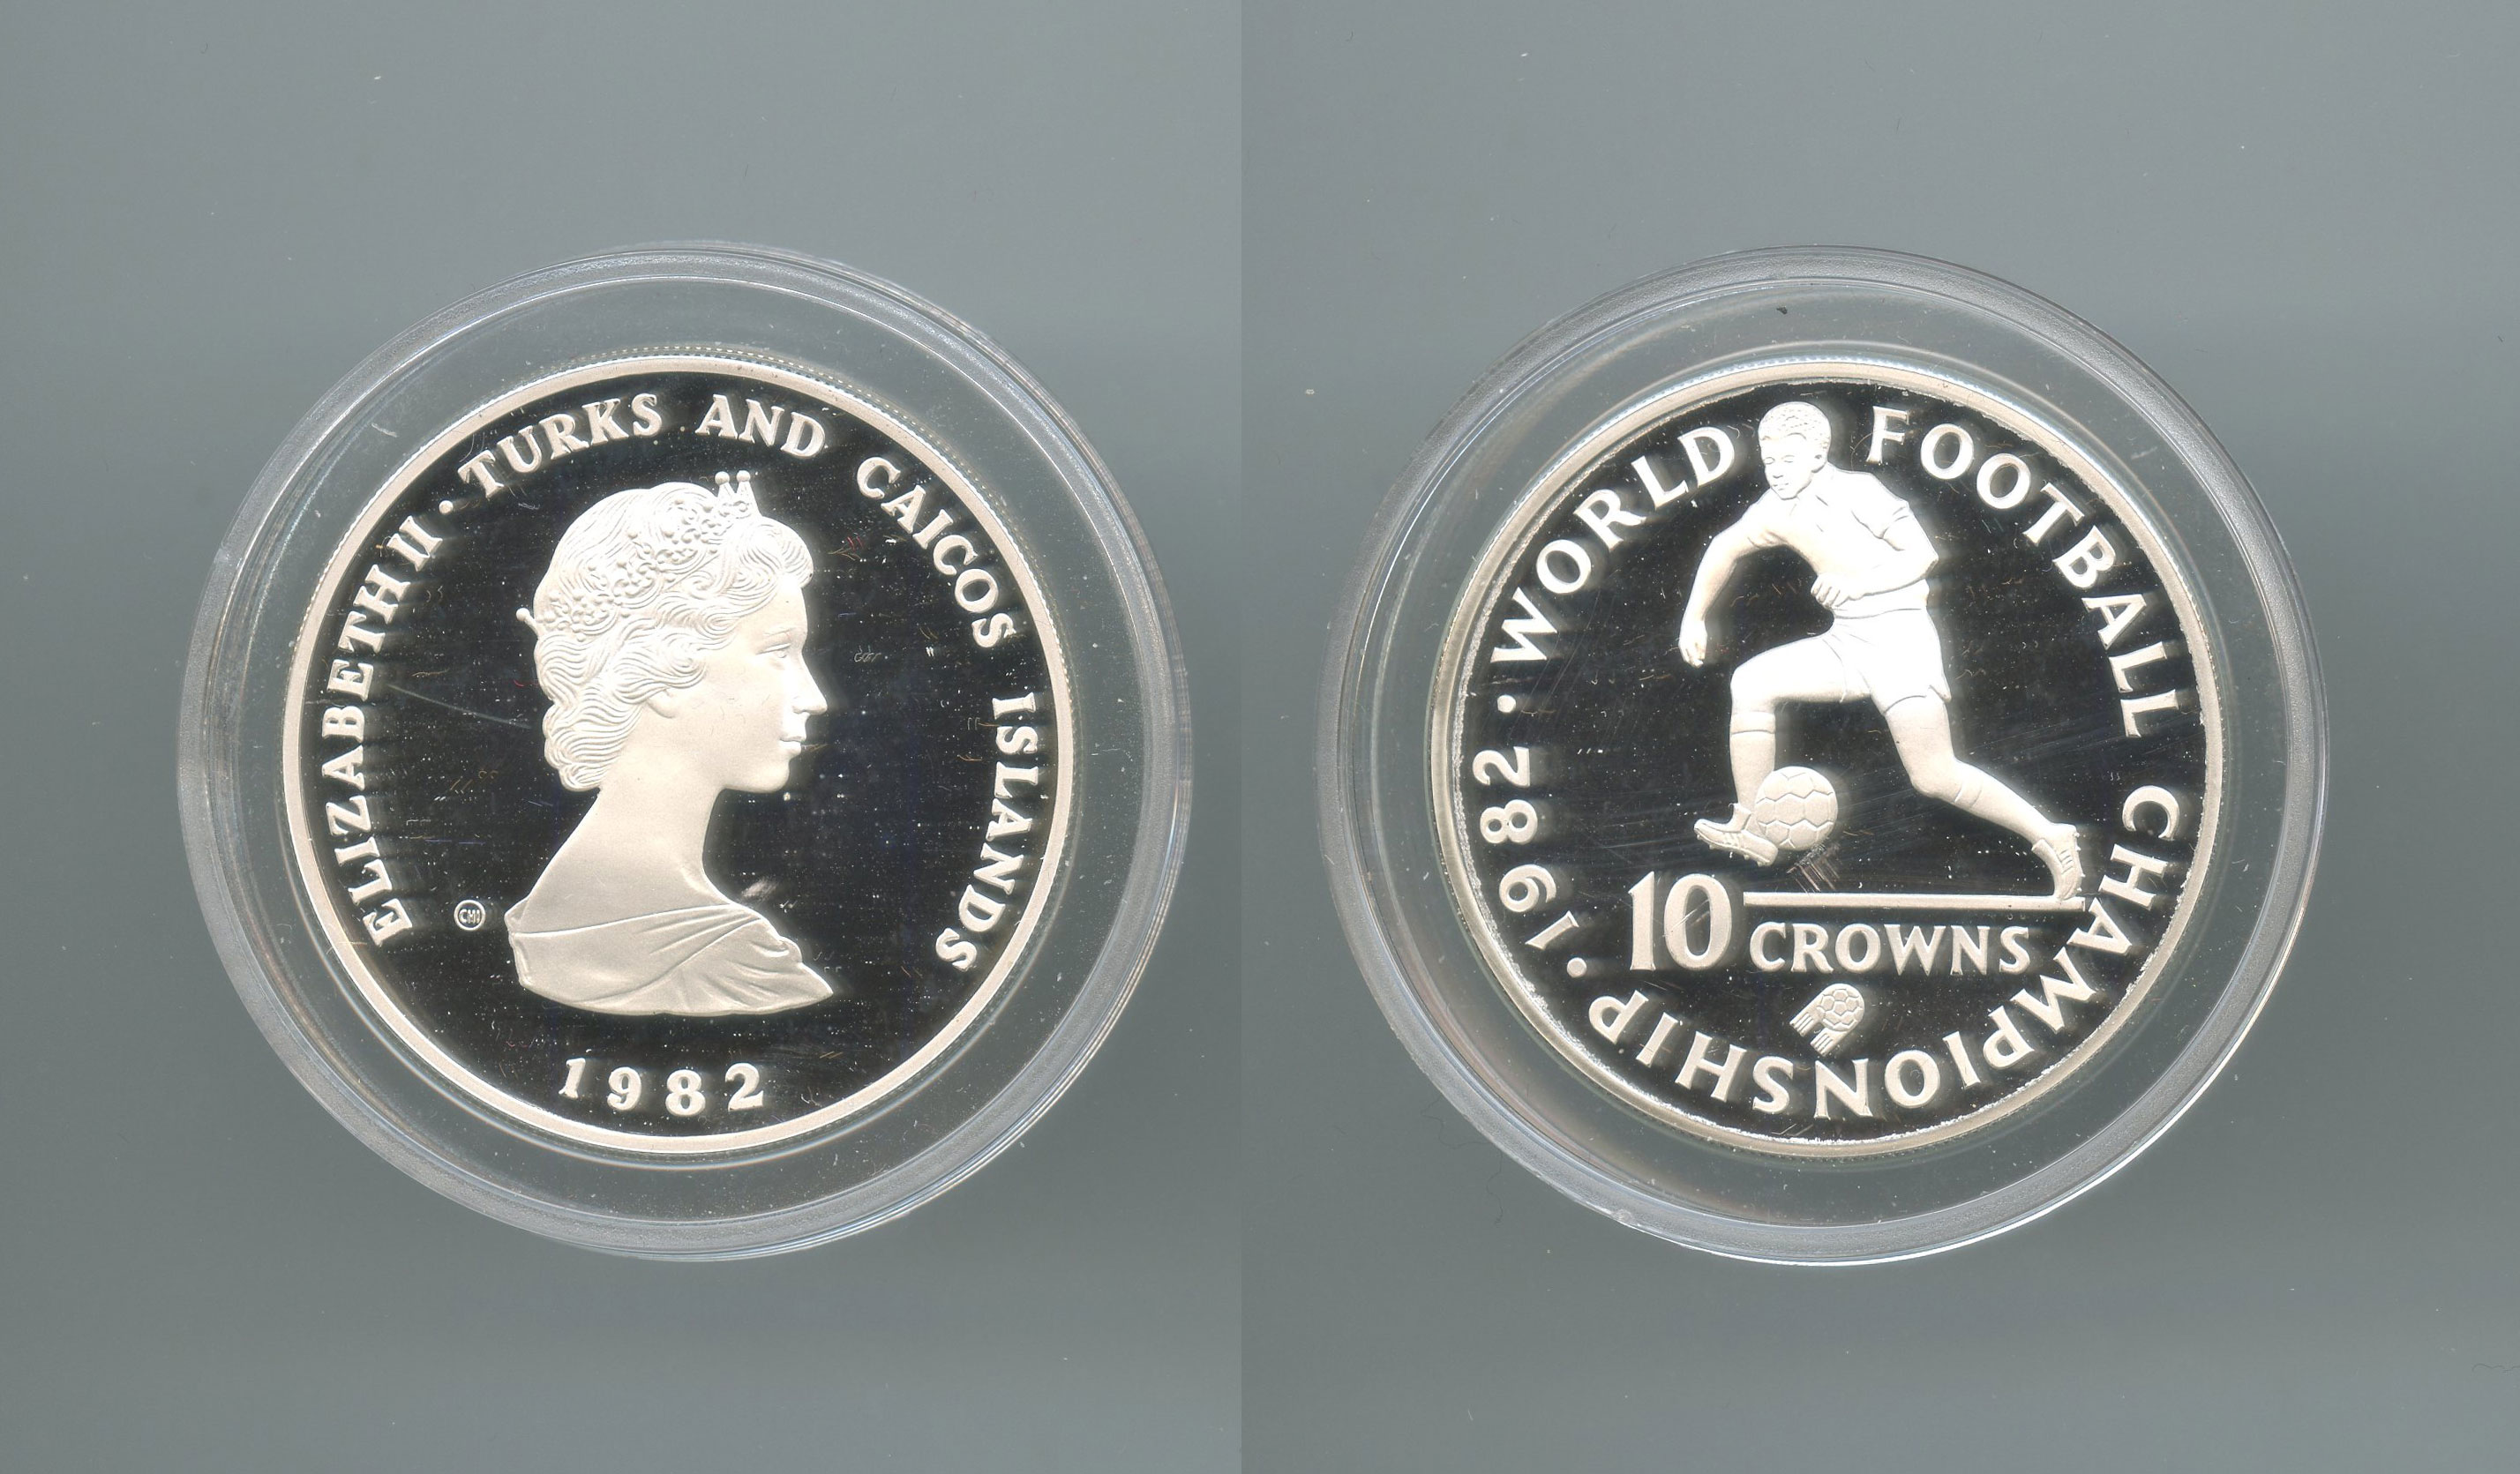 ELIZABETH II · TURKS AND CAICOS ISLANDS
CHI
1982
· 1982 · WORLD FOOTBALL CHAMPIONSHIP
10 CROWNS